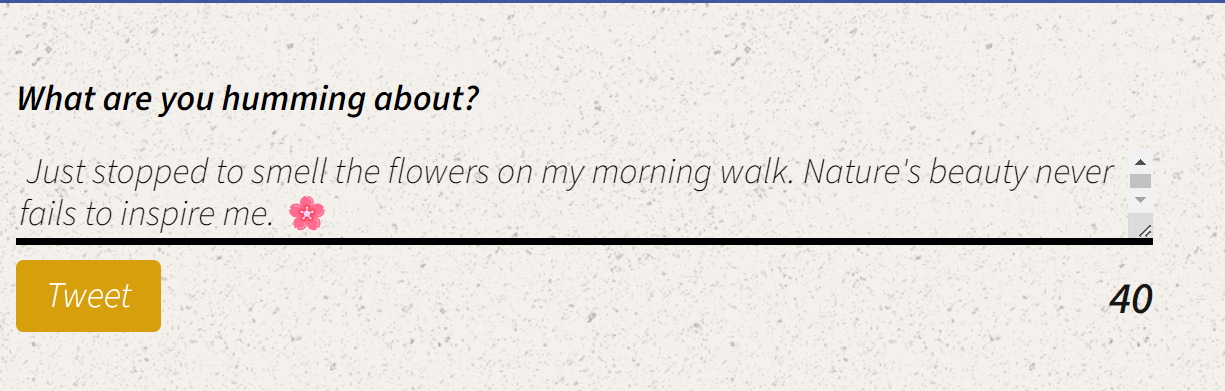 What are you humming about?
Just stopped to smell the flowers on my morning walk. Nature's beauty never
fails to inspire me. 🌸
Tweet
40